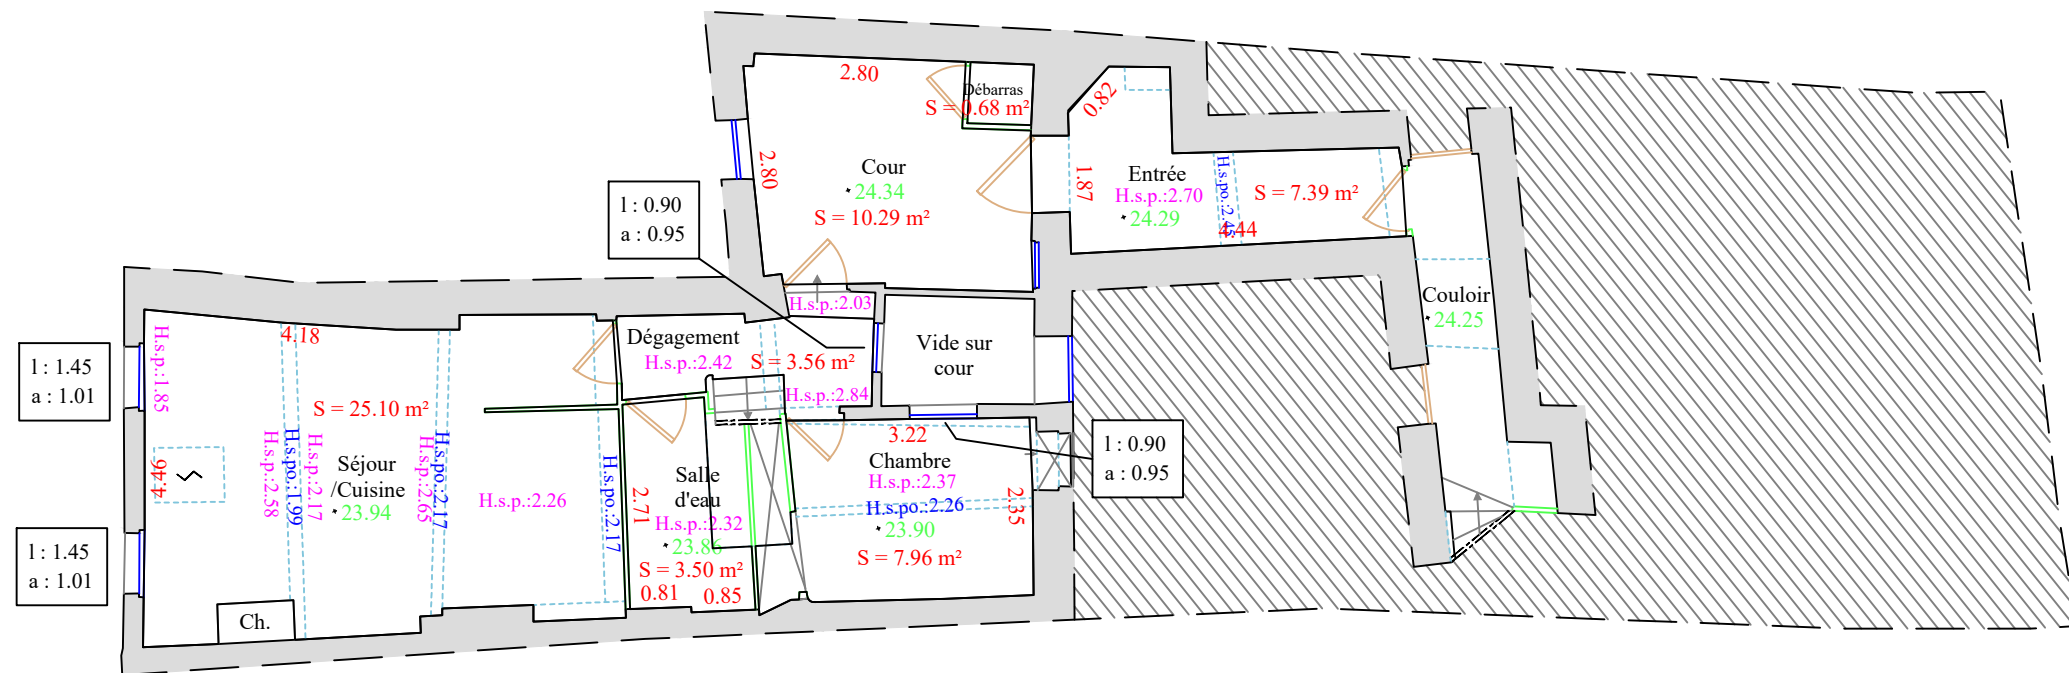 2.80
Débarras
S = 0.68 m²
0.82
2.80
Cour
24.34
S = 10.29 m²
1.87
Entrée
H.s.p.:2.70
24.29
H.s.po.:2.45
4.44
S = 7.39 m²
l : 0.90
a : 0.95
Couloir
24.25
H.s.p.:2.03
Vide sur
cour
Dégagement
H.s.p.:2.42
S = 3.56 m²
H.s.p.:2.84
l : 1.45
a : 1.01
H.s.p.:1.85
4.18
S = 25.10 m²
4.46
H.s.p.:2.58
H.s.po.:1.99
H.s.p.:2.17
Séjour
/Cuisine
23.94
H.s.p.:2.65
H.s.po.:2.17
H.s.p.:2.26
H.s.po.:2.17
2.71
Salle
d'eau
H.s.p.:2.32
23.86
S = 3.50 m²
0.81
0.85
3.22
Chambre
H.s.p.:2.37
H.s.po.:2.26
23.90
S = 7.96 m²
2.35
l : 0.90
a : 0.95
l : 1.45
a : 1.01
Ch.